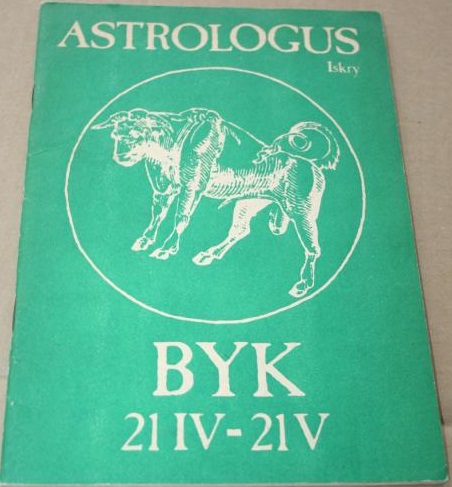 ASTROLOGUS
Iskry
BYK
21 IV - 21 V